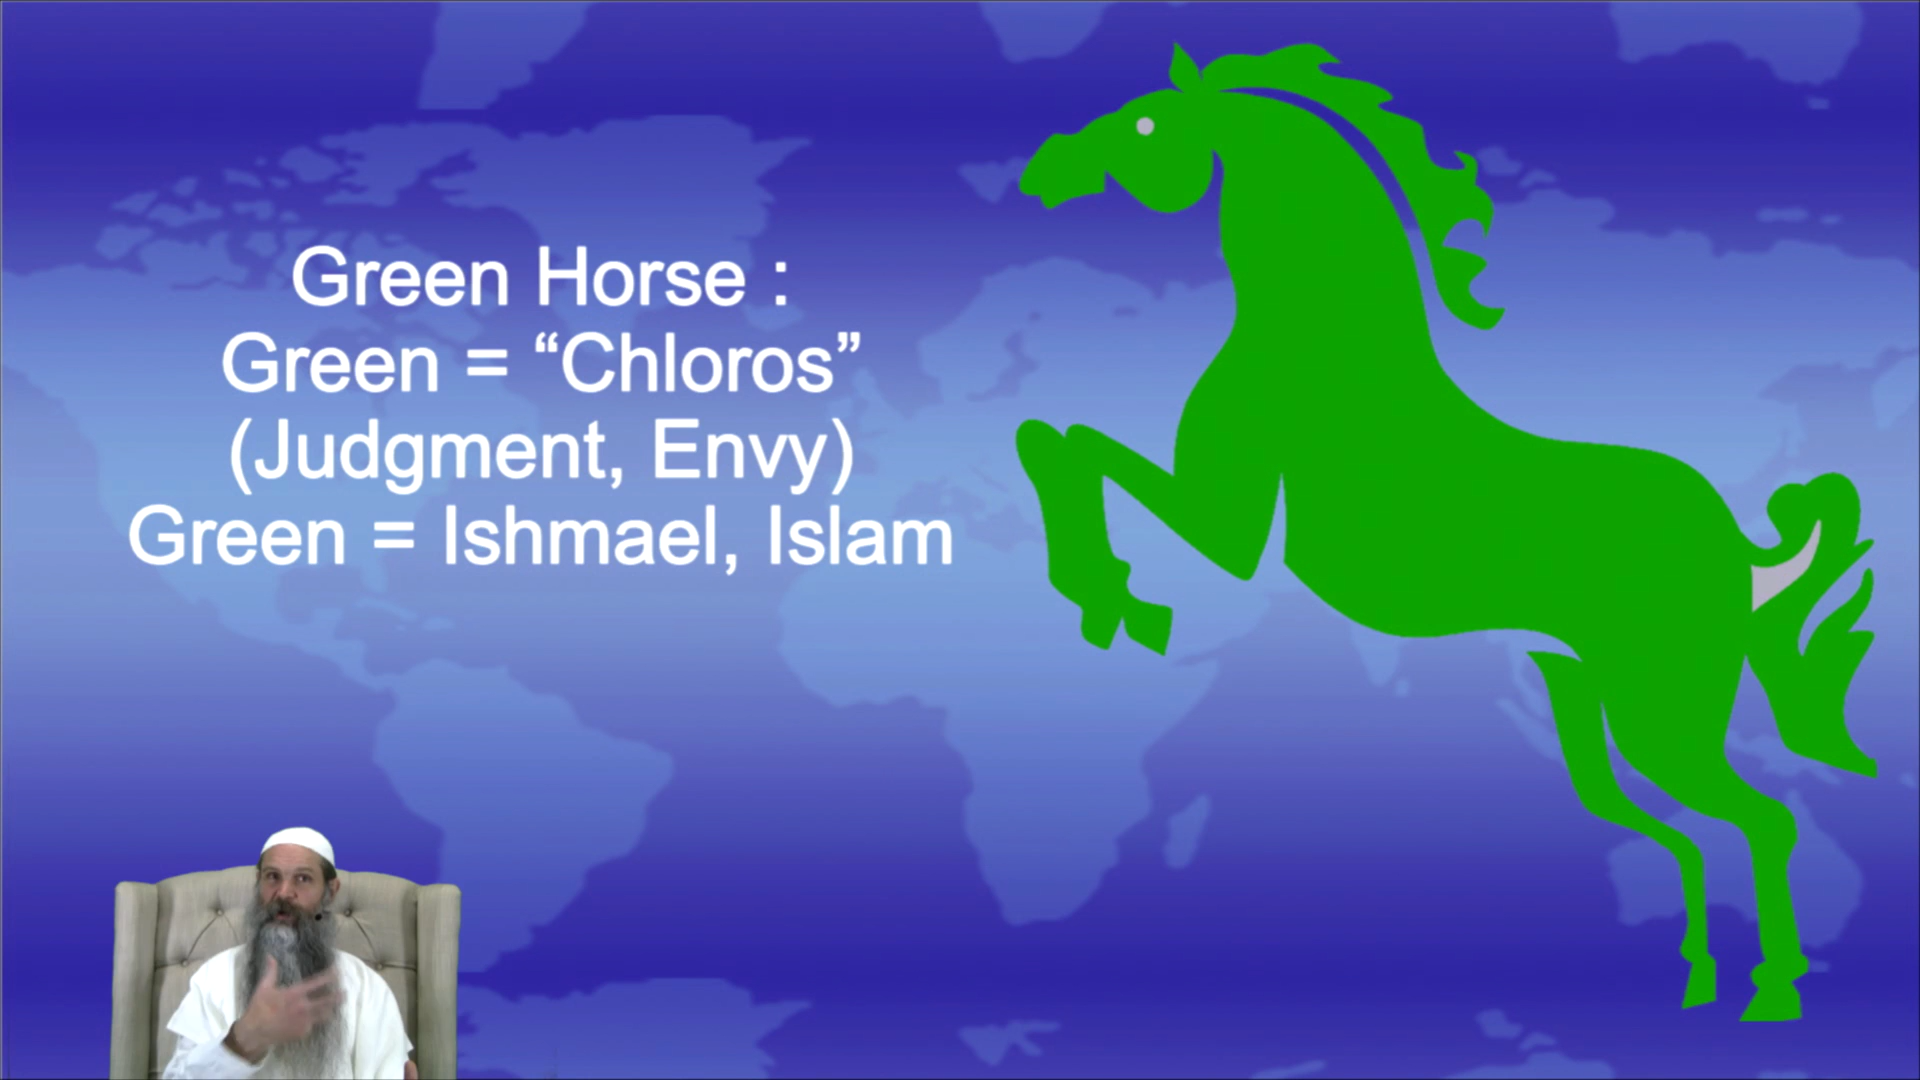 Green Horse :
Green = “Chloros”
(Judgment, Envy)
Green = Ishmael, Islam